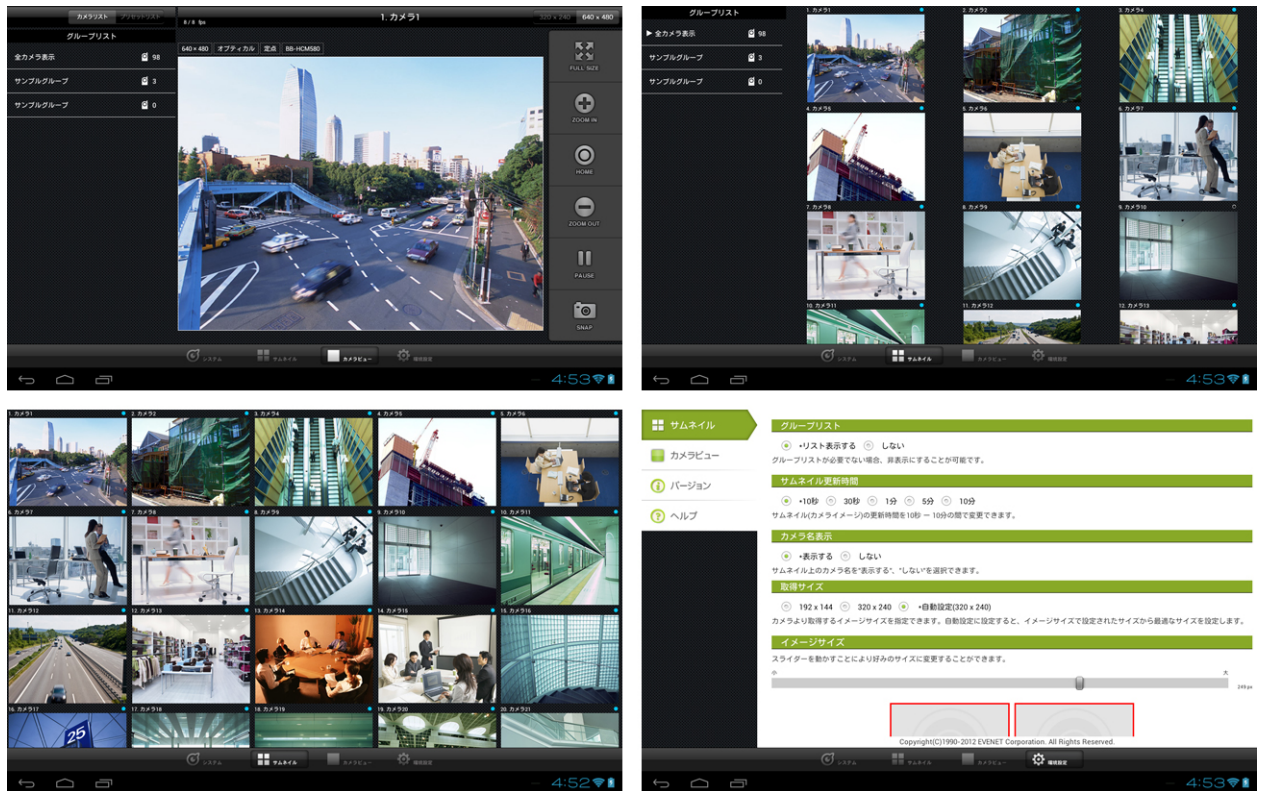 カメラリスト プリセットリスト
8 / 8 fps
1. カメラ1
320 x 240 640 x 480
グループリスト
全カメラ表示 98
サンプルグループ 3
サンプルグループ 0
640×480 オプティカル 定点 BB-HCM580
FULL SIZE
ZOOM IN
HOME
ZOOM OUT
PAUSE
SNAP
システム サムネイル カメラビュー 環境設定
4:53
グループリスト
▶ 全カメラ表示 98
サンプルグループ 3
サンプルグループ 0
1. カメラ1 2. カメラ2 3. カメラ4
4. カメラ5 5. カメラ6 6. カメラ7
7. カメラ8 8. カメラ9 9. カメラ10
10. カメラ11 11. カメラ12 12. カメラ13
システム サムネイル カメラビュー 環境設定
4:53
1. カメラ1 2. カメラ2 3. カメラ4 4. カメラ5 5. カメラ6
6. カメラ7 7. カメラ8 8. カメラ9 9. カメラ10 10. カメラ11
11. カメラ12 12. カメラ13 13. カメラ14 14. カメラ15 15. カメラ16
16. カメラ17 17. カメラ18 18. カメラ19 19. カメラ20 20. カメラ21
25
システム サムネイル カメラビュー 環境設定
4:52
サムネイル
カメラビュー
バージョン
ヘルプ
グループリスト
•リスト表示する しない
グループリストが必要でない場合、非表示にすることが可能です。
サムネイル更新時間
•10秒 30秒 1分 5分 10分
サムネイル(カメライメージ)の更新時間を10秒 ー 10分の間で変更できます。
カメラ名表示
•表示する しない
サムネイル上のカメラ名を"表示する"、"しない"を選択できます。
取得サイズ
192 x 144 320 x 240 •自動設定(320 x 240)
カメラより取得するイメージサイズを指定できます。自動設定に設定すると、イメージサイズで設定されたサイズから最適なサイズを設定します。
イメージサイズ
スライダーを動かすことにより好みのサイズに変更することができます。
小 大
249 px
Copyright(C)1990-2012 EVENET Corporation. All Rights Reserved.
システム サムネイル カメラビュー 環境設定
4:53